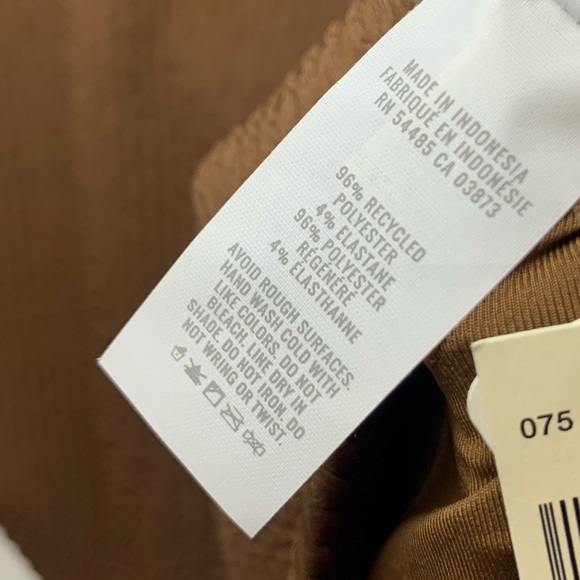 MADE IN INDONESIA
FABRIQUÉ EN INDONÉSIE
RN 54485 CA 03873
96% RECYCLED
POLYESTER
4% ELASTANE
96% POLYESTER
RÉGÉNÉRÉ
4% ÉLASTHANNE
AVOID ROUGH SURFACES.
HAND WASH COLD WITH
LIKE COLORS. DO NOT
BLEACH. LINE DRY IN
SHADE. DO NOT IRON. DO
NOT WRING OR TWIST.
075